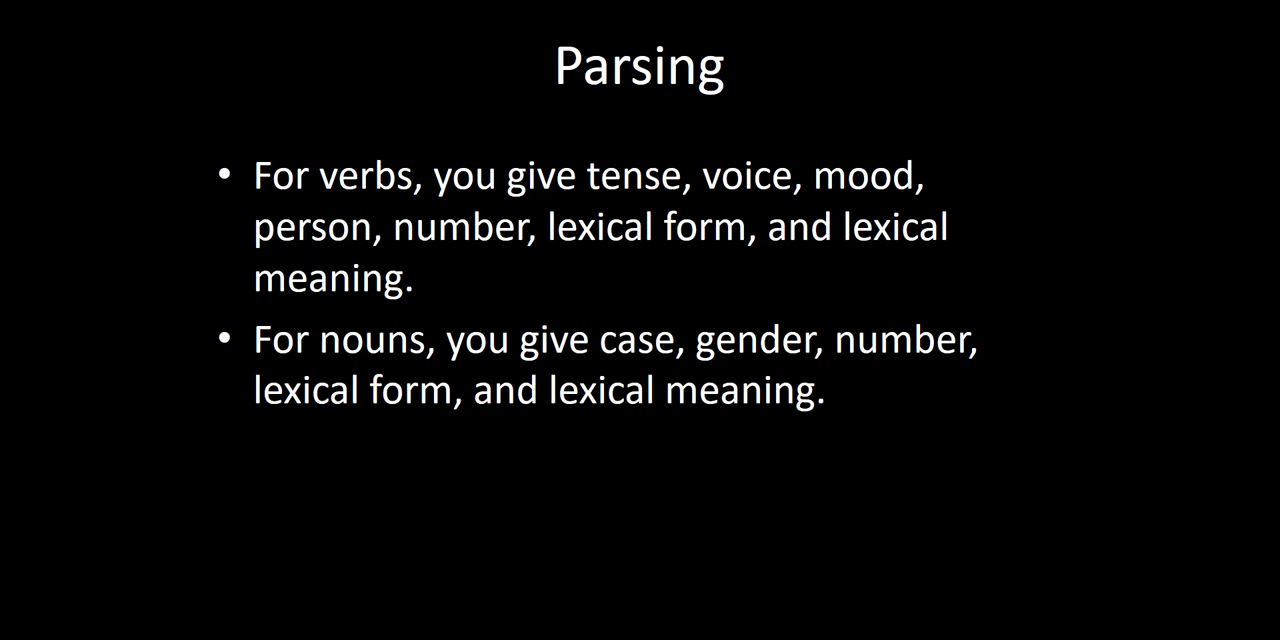 Parsing
• For verbs, you give tense, voice, mood,
person, number, lexical form, and lexical
meaning.
• For nouns, you give case, gender, number,
lexical form, and lexical meaning.